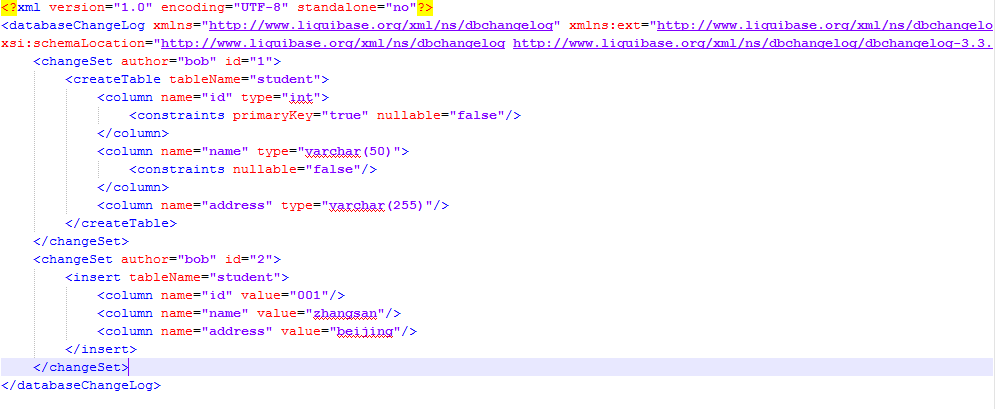 <?xml version="1.0" encoding="UTF-8" standalone="no"?>
<databaseChangeLog xmlns="http://www.liquibase.org/xml/ns/dbchangelog" xmlns:ext="http://www.liquibase.org/xml/ns/dbchangelo
xsi:schemaLocation="http://www.liquibase.org/xml/ns/dbchangelog http://www.liquibase.org/xml/ns/dbchangelog/dbchangelog-3.3.
<changeSet author="bob" id="1">
<createTable tableName="student">
<column name="id" type="int">
<constraints primaryKey="true" nullable="false"/>
</column>
<column name="name" type="varchar(50)">
<constraints nullable="false"/>
</column>
<column name="address" type="varchar(255)"/>
</createTable>
</changeSet>
<changeSet author="bob" id="2">
<insert tableName="student">
<column name="id" value="001"/>
<column name="name" value="zhangsan"/>
<column name="address" value="beijing"/>
</insert>
</changeSet>
</databaseChangeLog>